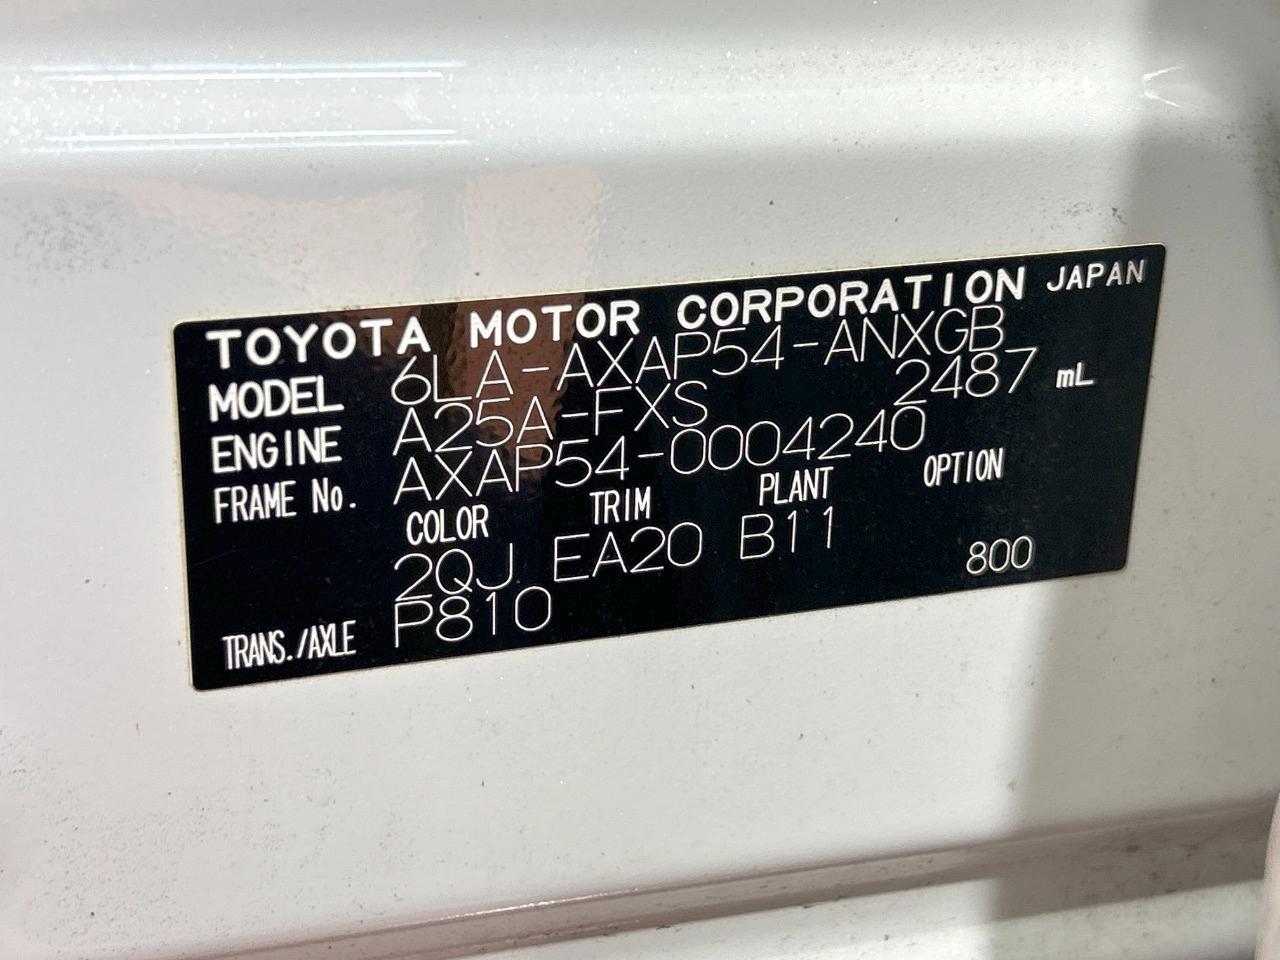 TOYOTA MOTOR CORPORATION JAPAN
MODEL 6LA-AXAP54-ANXGB
ENGINE A25A-FXS 2487 mL
FRAME No. AXAP54-0004240
COLOR TRIM PLANT OPTION
2QJ EA20 B11
TRANS./AXLE P810 800